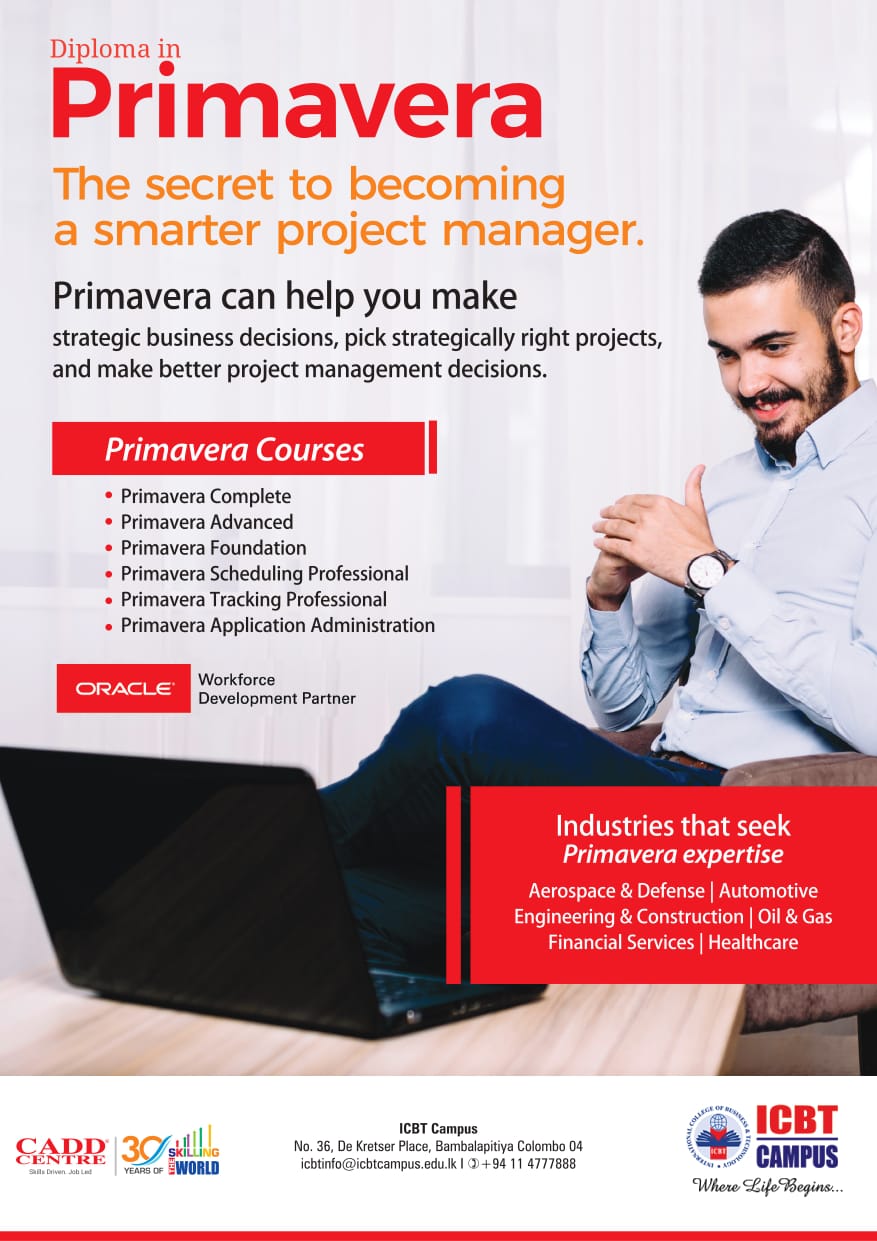 Diploma in
Primavera
The secret to becoming
a smarter project manager.
Primavera can help you make
strategic business decisions, pick strategically right projects,
and make better project management decisions.
Primavera Courses
• Primavera Complete
• Primavera Advanced
• Primavera Foundation
• Primavera Scheduling Professional
• Primavera Tracking Professional
• Primavera Application Administration
ORACLE®
Workforce
Development Partner
Industries that seek
Primavera expertise
Aerospace & Defense | Automotive
Engineering & Construction | Oil & Gas
Financial Services | Healthcare
CADD®
CENTRE
Skills Driven. Job Led
30
YEARS OF
SKILLING
THE
WORLD
ICBT Campus
No. 36, De Kretser Place, Bambalapitiya Colombo 04
icbtinfo@icbtcampus.edu.lk I ✆+94 11 4777888
INTERNATIONAL COLLEGE OF BUSINESS & TECHNOLOGY
ICBT
ICBT
CAMPUS
Where Life Begins...